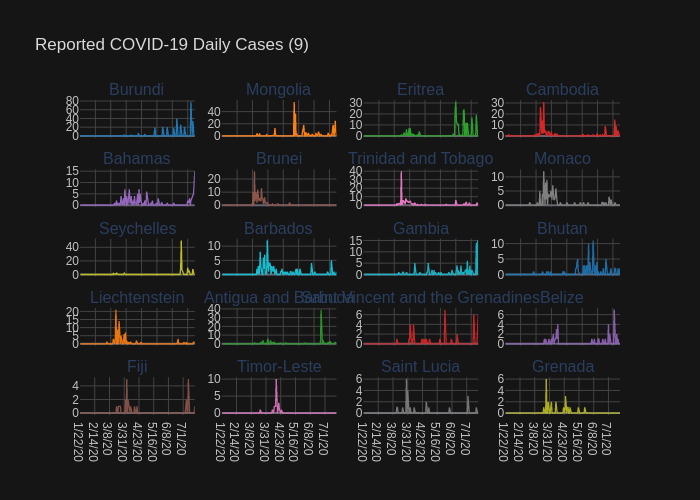 Reported COVID-19 Daily Cases (9)
Burundi Mongolia Eritrea Cambodia
80 60 40 20 0
40 20 0
30 20 10 0
30 20 10 0
Bahamas Brunei Trinidad and Tobago Monaco
15 10 5 0
20 10 0
40 30 20 10 0
10 5 0
Seychelles Barbados Gambia Bhutan
40 20 0
10 5 0
15 10 5 0
10 5 0
Liechtenstein Antigua and Barbuda Saint Vincent and the Grenadines Belize
20 15 10 5 0
40 30 20 10 0
6 4 2 0
6 4 2 0
Fiji Timor-Leste Saint Lucia Grenada
4 2 0
10 5 0
6 4 2 0
6 4 2 0
1/22/20 2/14/20 3/8/20 3/31/20 4/23/20 5/16/20 6/8/20 7/1/20
1/22/20 2/14/20 3/8/20 3/31/20 4/23/20 5/16/20 6/8/20 7/1/20
1/22/20 2/14/20 3/8/20 3/31/20 4/23/20 5/16/20 6/8/20 7/1/20
1/22/20 2/14/20 3/8/20 3/31/20 4/23/20 5/16/20 6/8/20 7/1/20